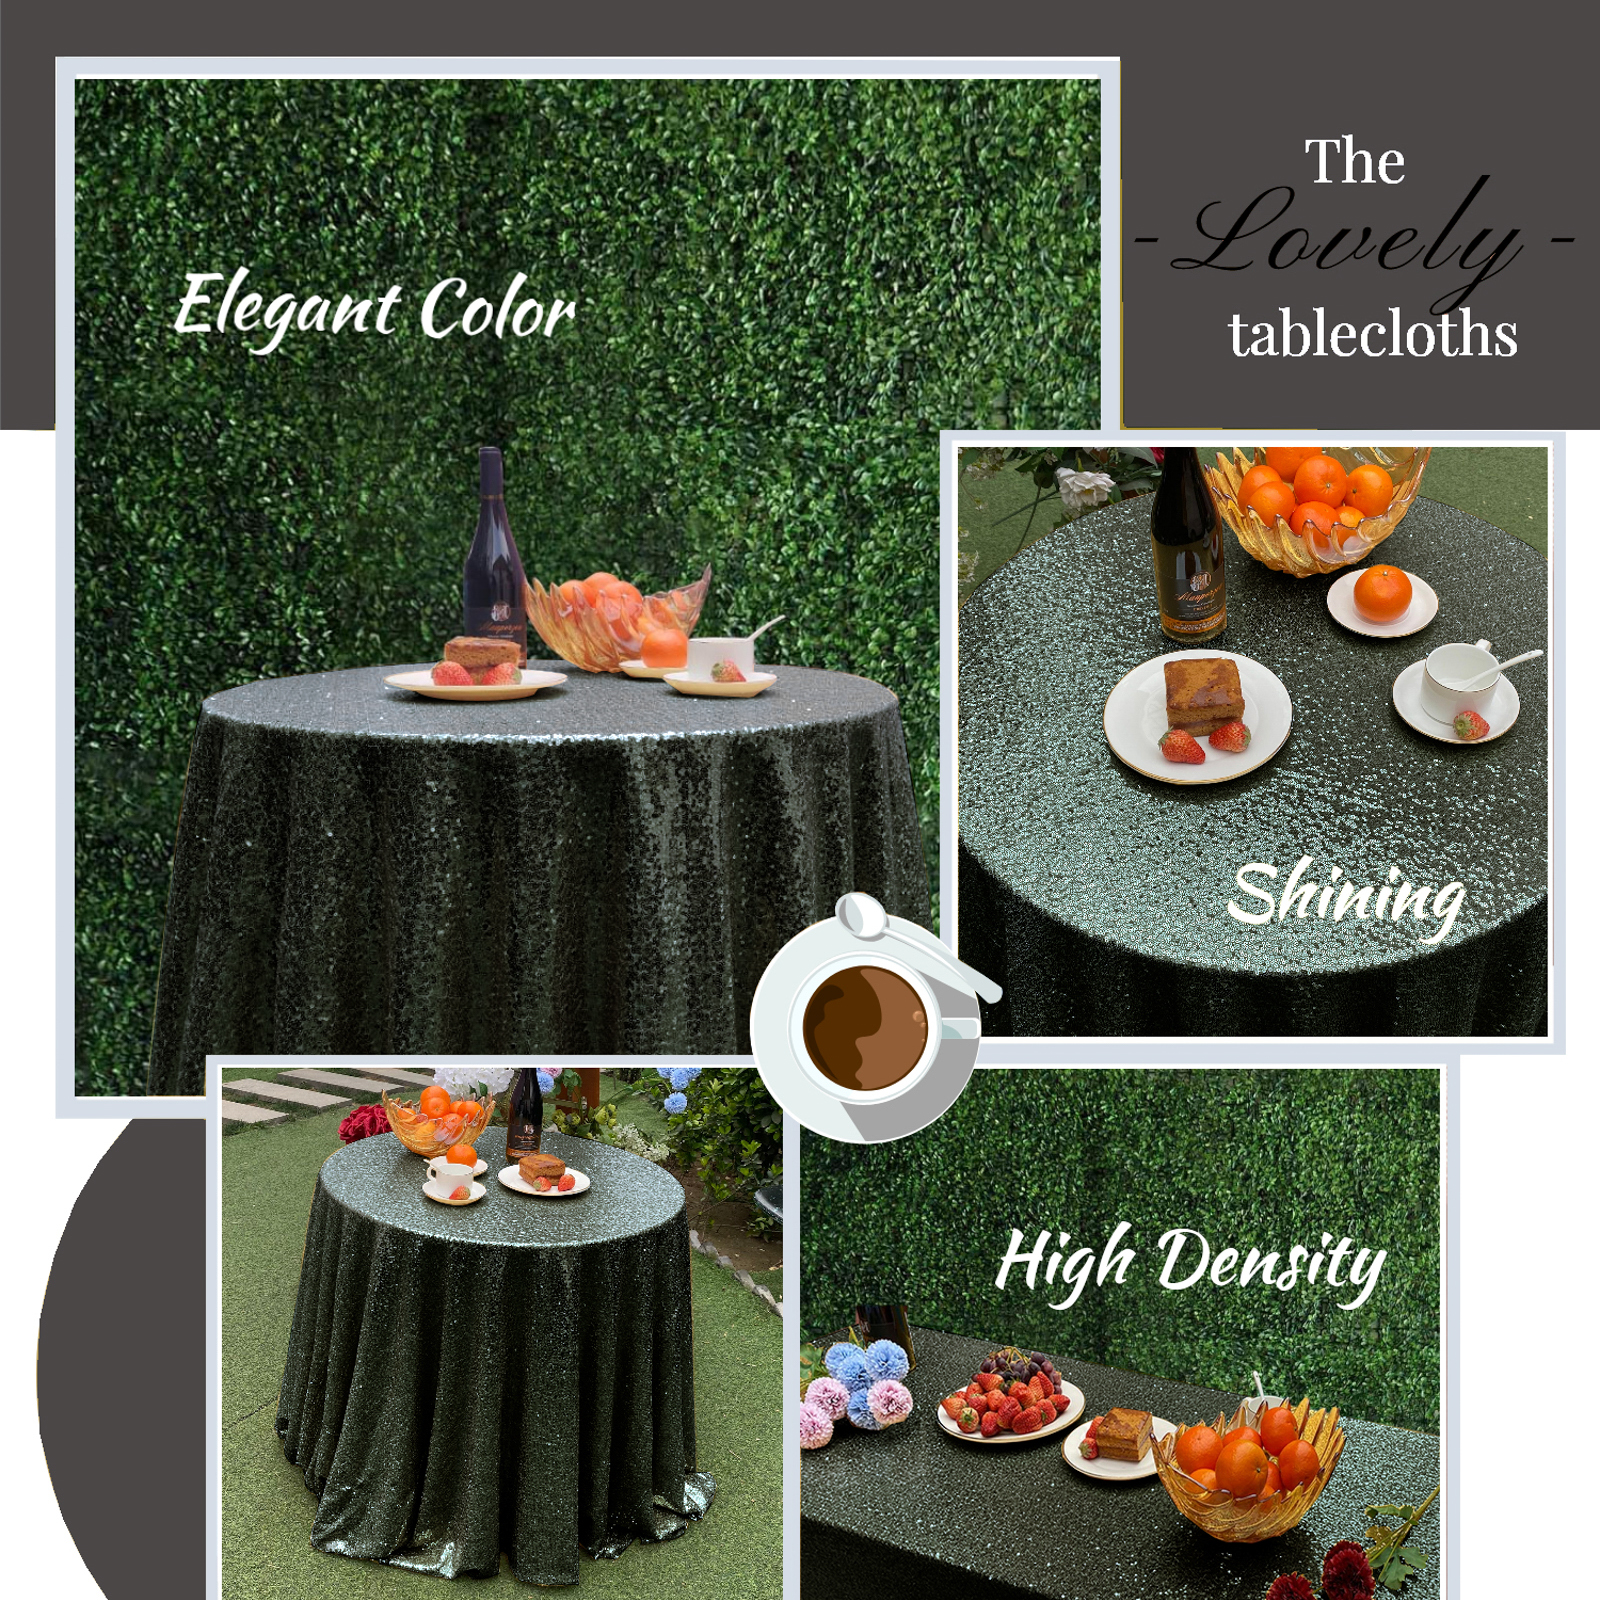 The
- Lovely -
tablecloths
Elegant Color
Shining
High Density